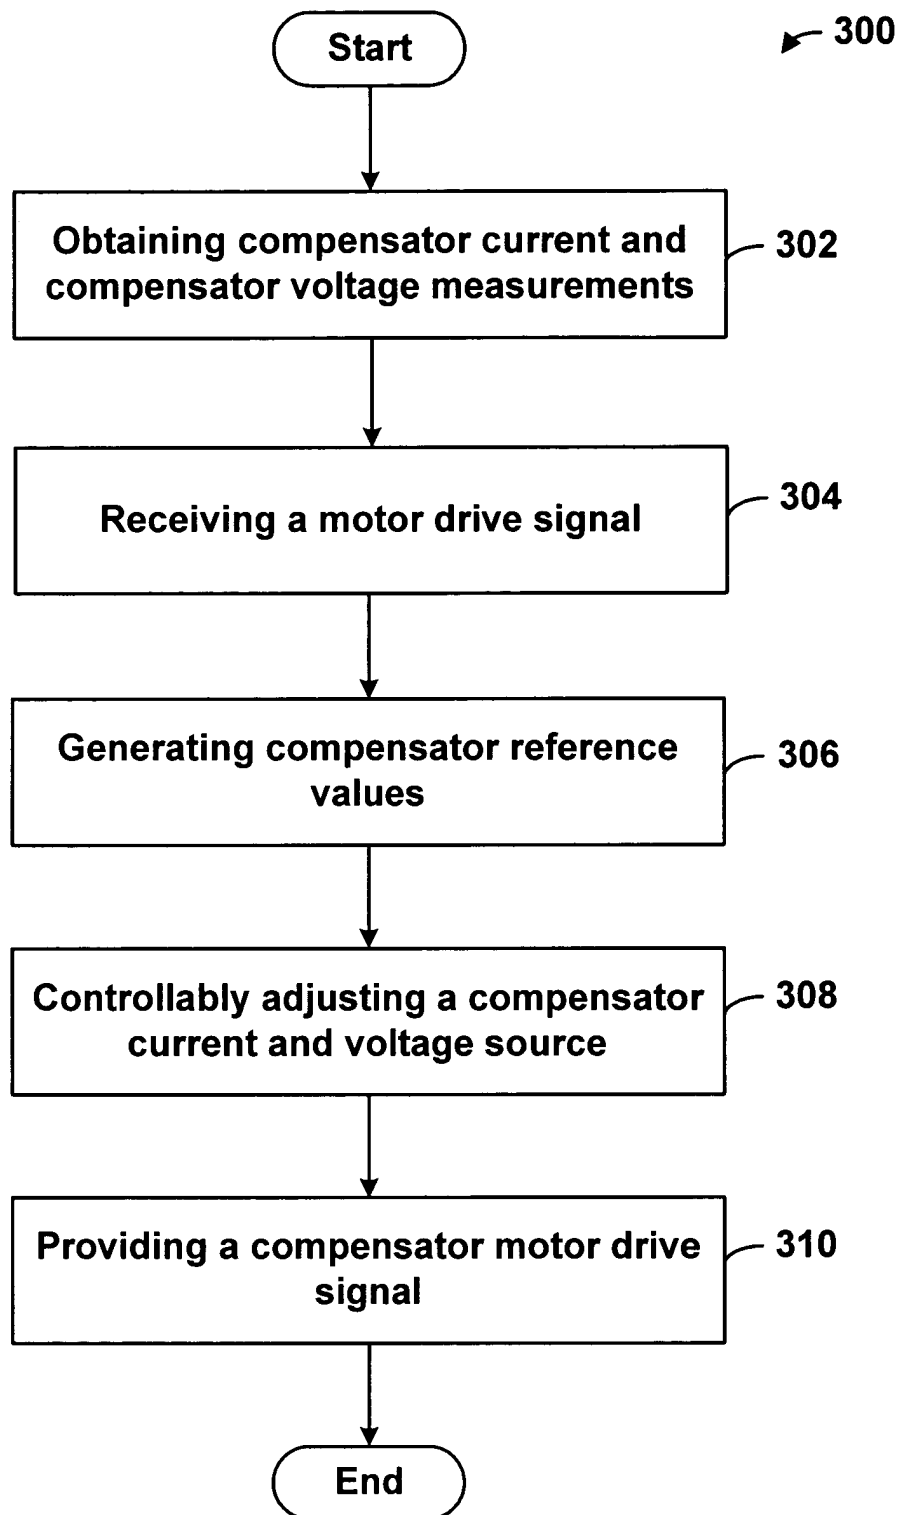 Start
300
Obtaining compensator current and
compensator voltage measurements
302
Receiving a motor drive signal
304
Generating compensator reference
values
306
Controllably adjusting a compensator
current and voltage source
308
Providing a compensator motor drive
signal
310
End